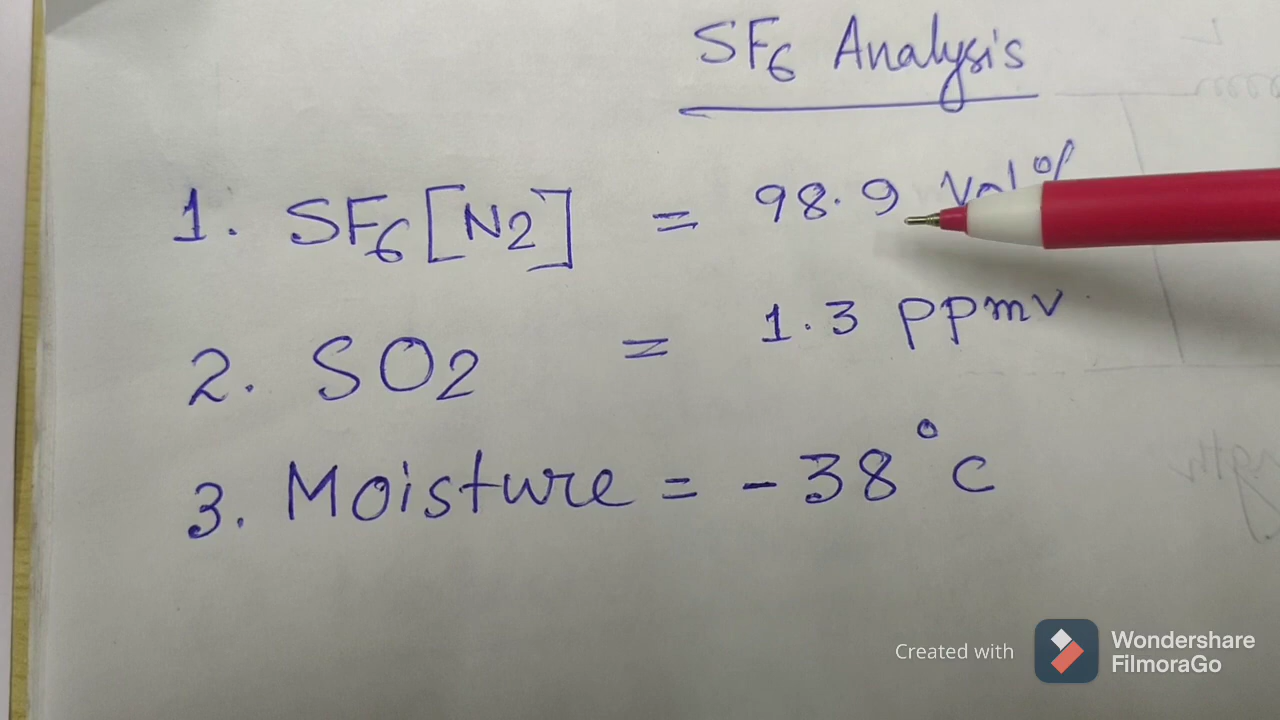 SF6 Analysis
1. SF6 [N2] = 98.9 Vol%
2. SO2 = 1.3 ppmv
3. Moisture = -38°C
Created with Wondershare
FilmoraGo